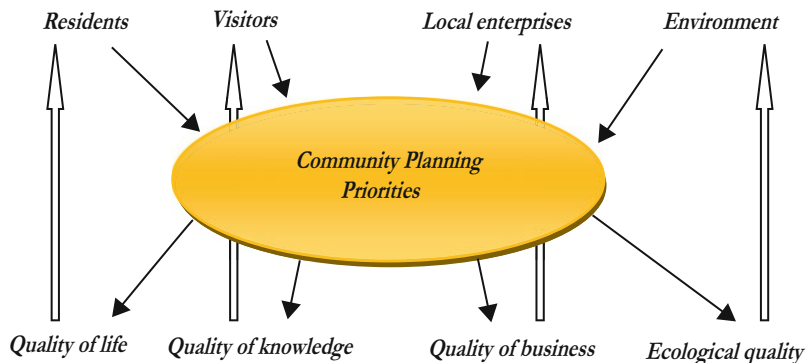 Residents
Visitors
Local enterprises
Environment
Community Planning
Priorities
Quality of life
Quality of knowledge
Quality of business
Ecological quality